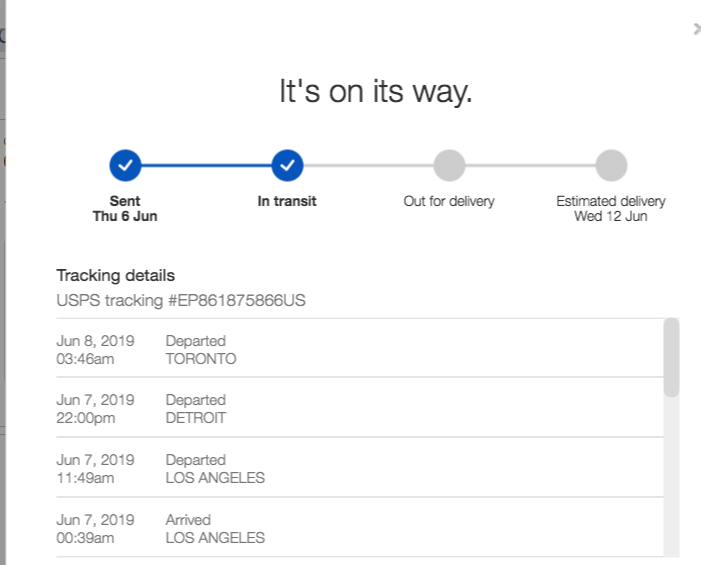 It's on its way.
Sent
Thu 6 Jun
In transit
Out for delivery
Estimated delivery
Wed 12 Jun
Tracking details
USPS tracking #EP861875866US
Jun 8, 2019 Departed
03:46am TORONTO
Jun 7, 2019 Departed
22:00pm DETROIT
Jun 7, 2019 Departed
11:49am LOS ANGELES
Jun 7, 2019 Arrived
00:39am LOS ANGELES